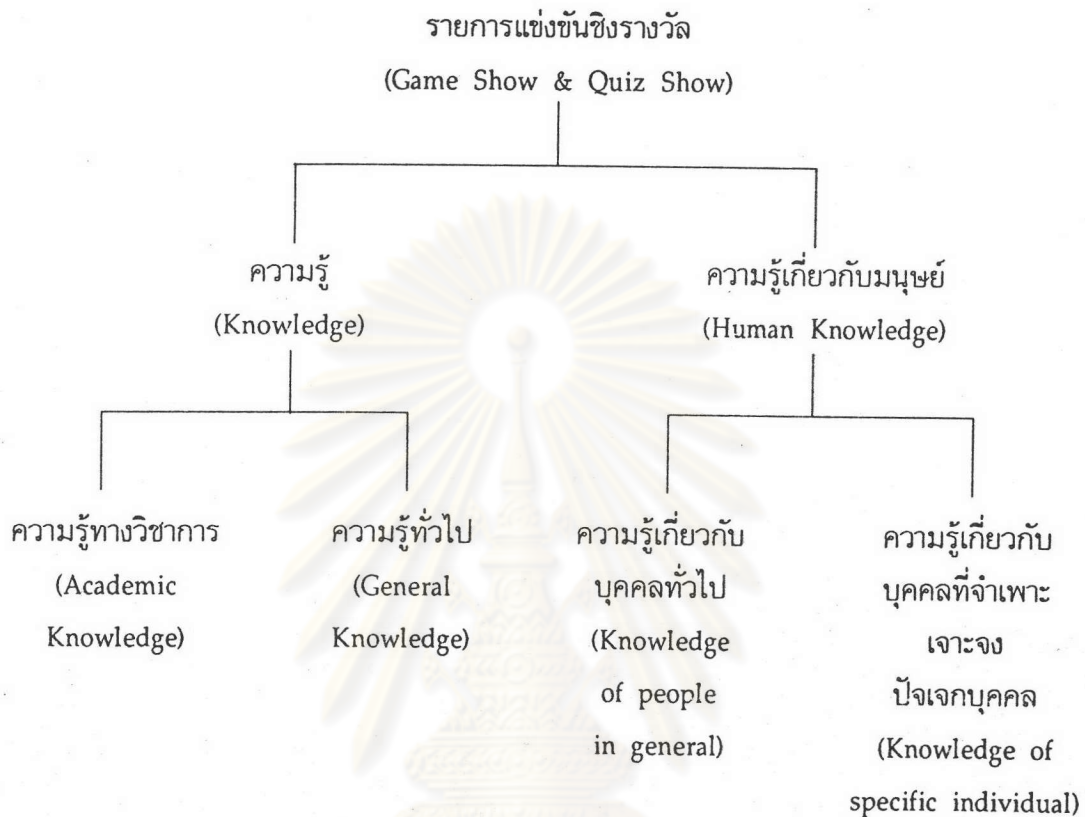 รายการแข่งขันชิงรางวัล
(Game Show & Quiz Show)
ความรู้
(Knowledge)
ความรู้เกี่ยวกับมนุษย์
(Human Knowledge)
ความรู้ทางวิชาการ
(Academic
Knowledge)
ความรู้ทั่วไป
(General
Knowledge)
ความรู้เกี่ยวกับ
บุคคลทั่วไป
(Knowledge
of people
in general)
ความรู้เกี่ยวกับ
บุคคลที่จำเพาะ
เจาะจง
ปัจเจกบุคคล
(Knowledge of
specific individual)